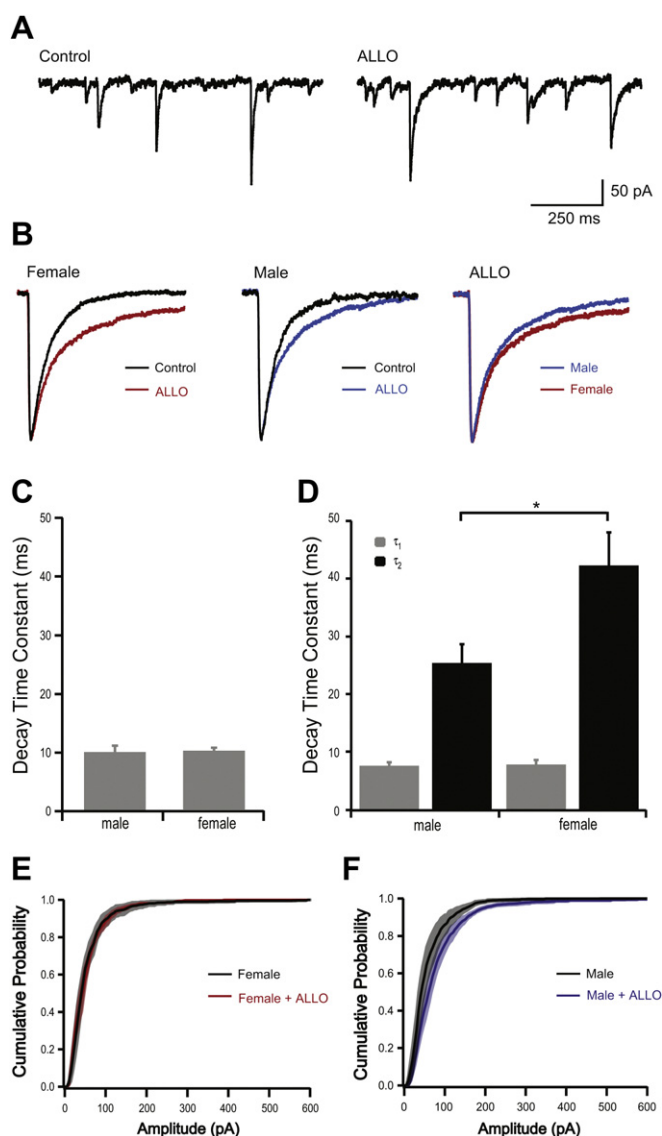 A
Control
ALLO
50 pA
250 ms
B
Female
Male
ALLO
Control
ALLO
Control
ALLO
Male
Female
C
Decay Time Constant (ms)
50
40
30
20
10
0
male
female
D
Decay Time Constant (ms)
50
40
30
20
10
0
τ1
τ2
*
male
female
E
Cumulative Probability
1.0
0.8
0.6
0.4
0.2
0.0
Female
Female + ALLO
0 100 200 300 400 500 600
Amplitude (pA)
F
Cumulative Probability
1.0
0.8
0.6
0.4
0.2
0.0
Male
Male + ALLO
0 100 200 300 400 500 600
Amplitude (pA)